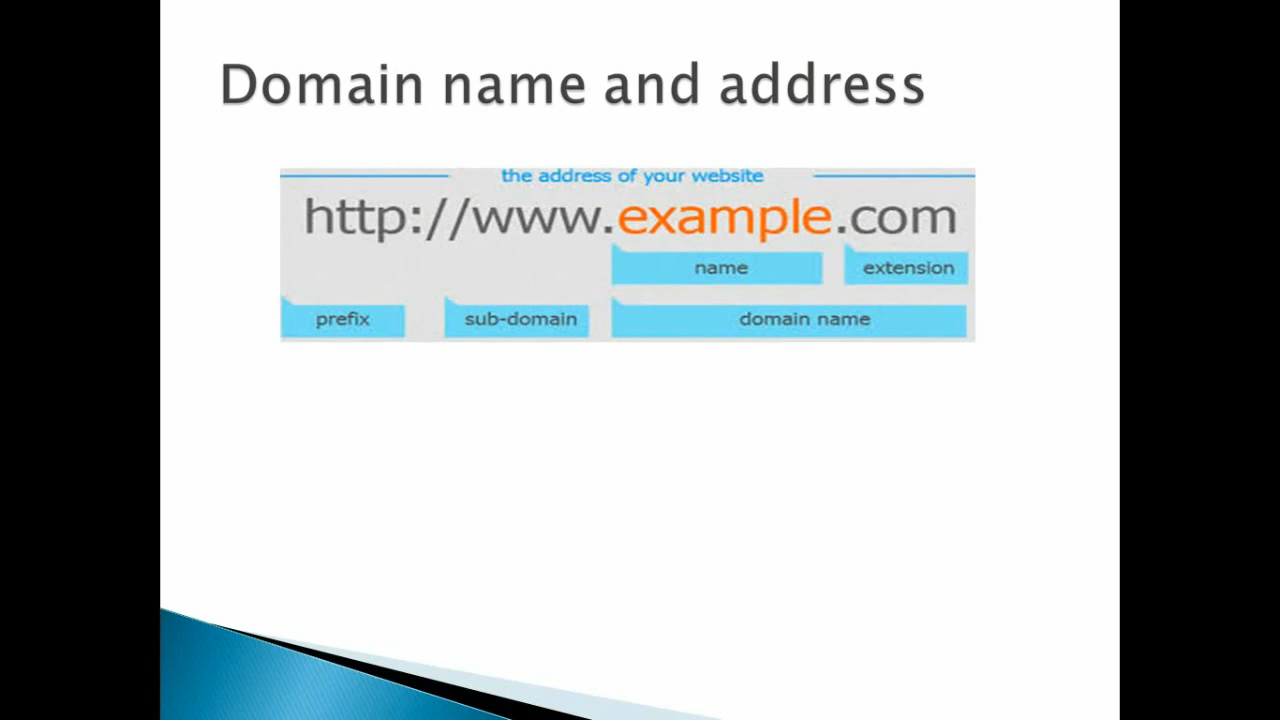 Domain name and address
the address of your website
http://www.example.com
name extension
prefix sub-domain domain name